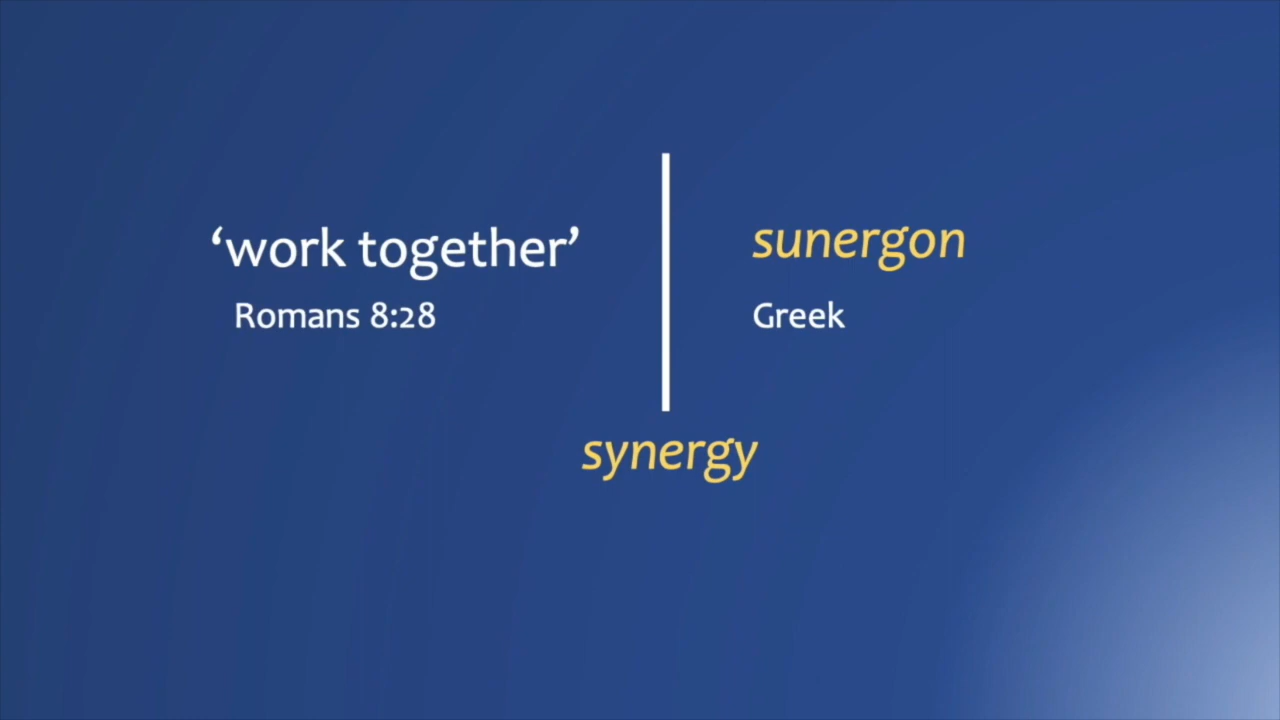 ‘work together’
Romans 8:28
sunergon
Greek
synergy